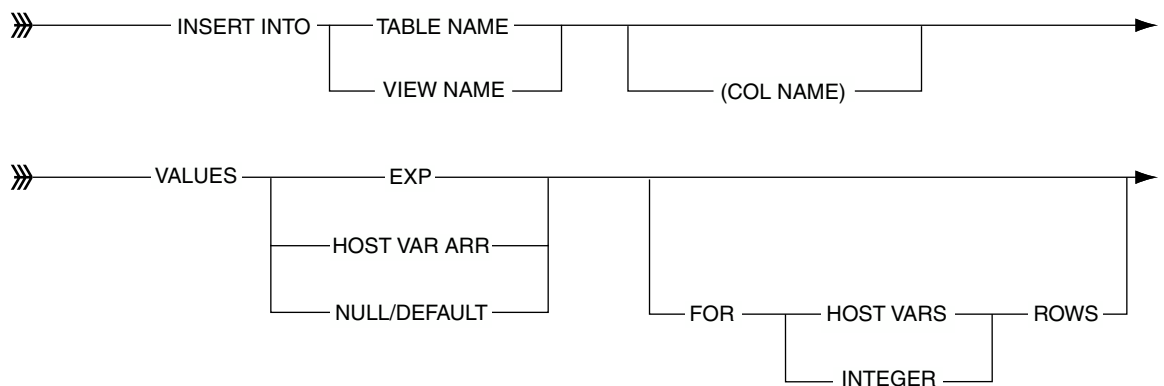 INSERT INTO TABLE NAME
VIEW NAME (COL NAME)
VALUES EXP
HOST VAR ARR
NULL/DEFAULT FOR HOST VARS ROWS
INTEGER